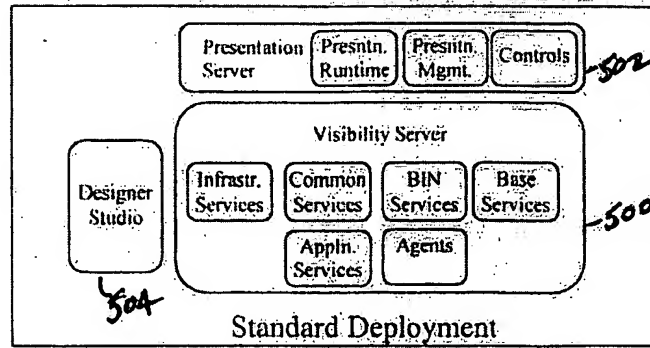 Presentation Server
Presntn. Runtime
Presntn. Mgmt.
Controls
502
Visibility Server
Designer Studio
Infrastr. Services
Common Services
BIN Services
Base Services
500
Appln. Services
Agents
504
Standard Deployment